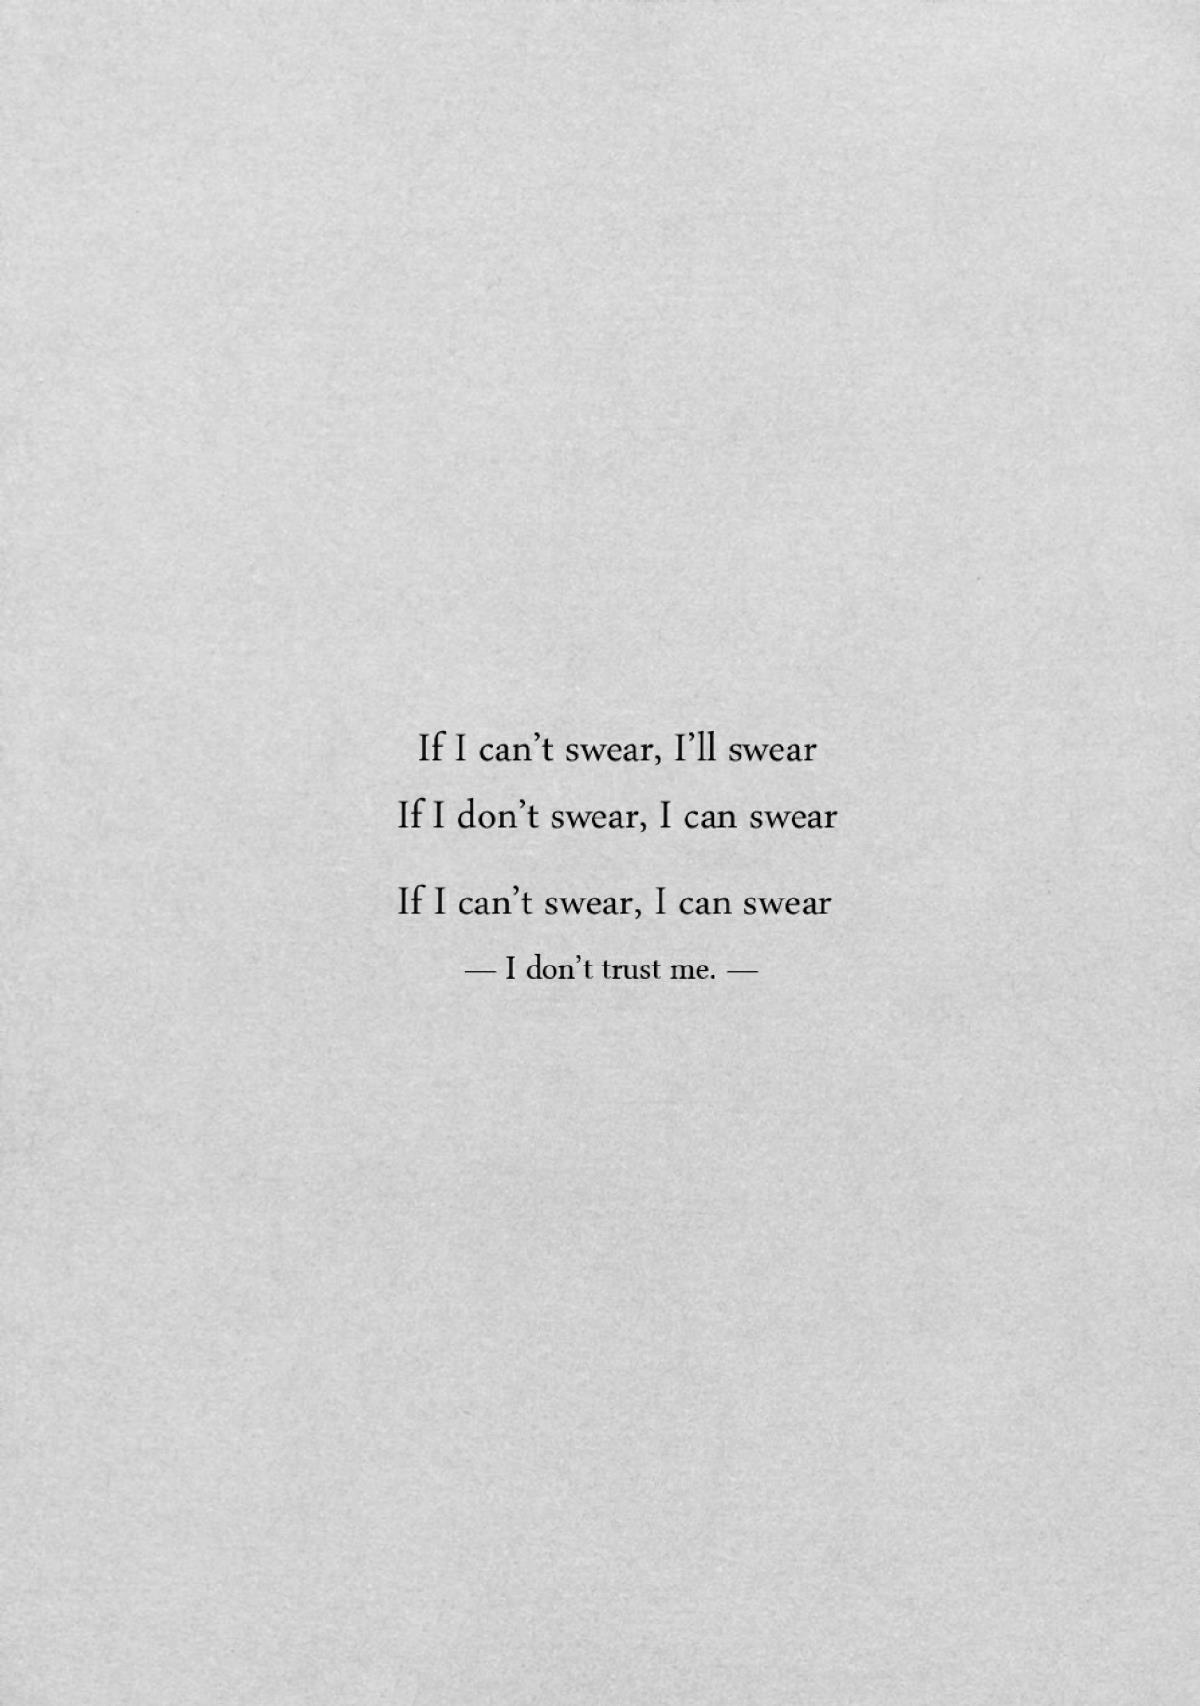 If I can’t swear, I’ll swear
If I don’t swear, I can swear
If I can’t swear, I can swear
— I don’t trust me. —